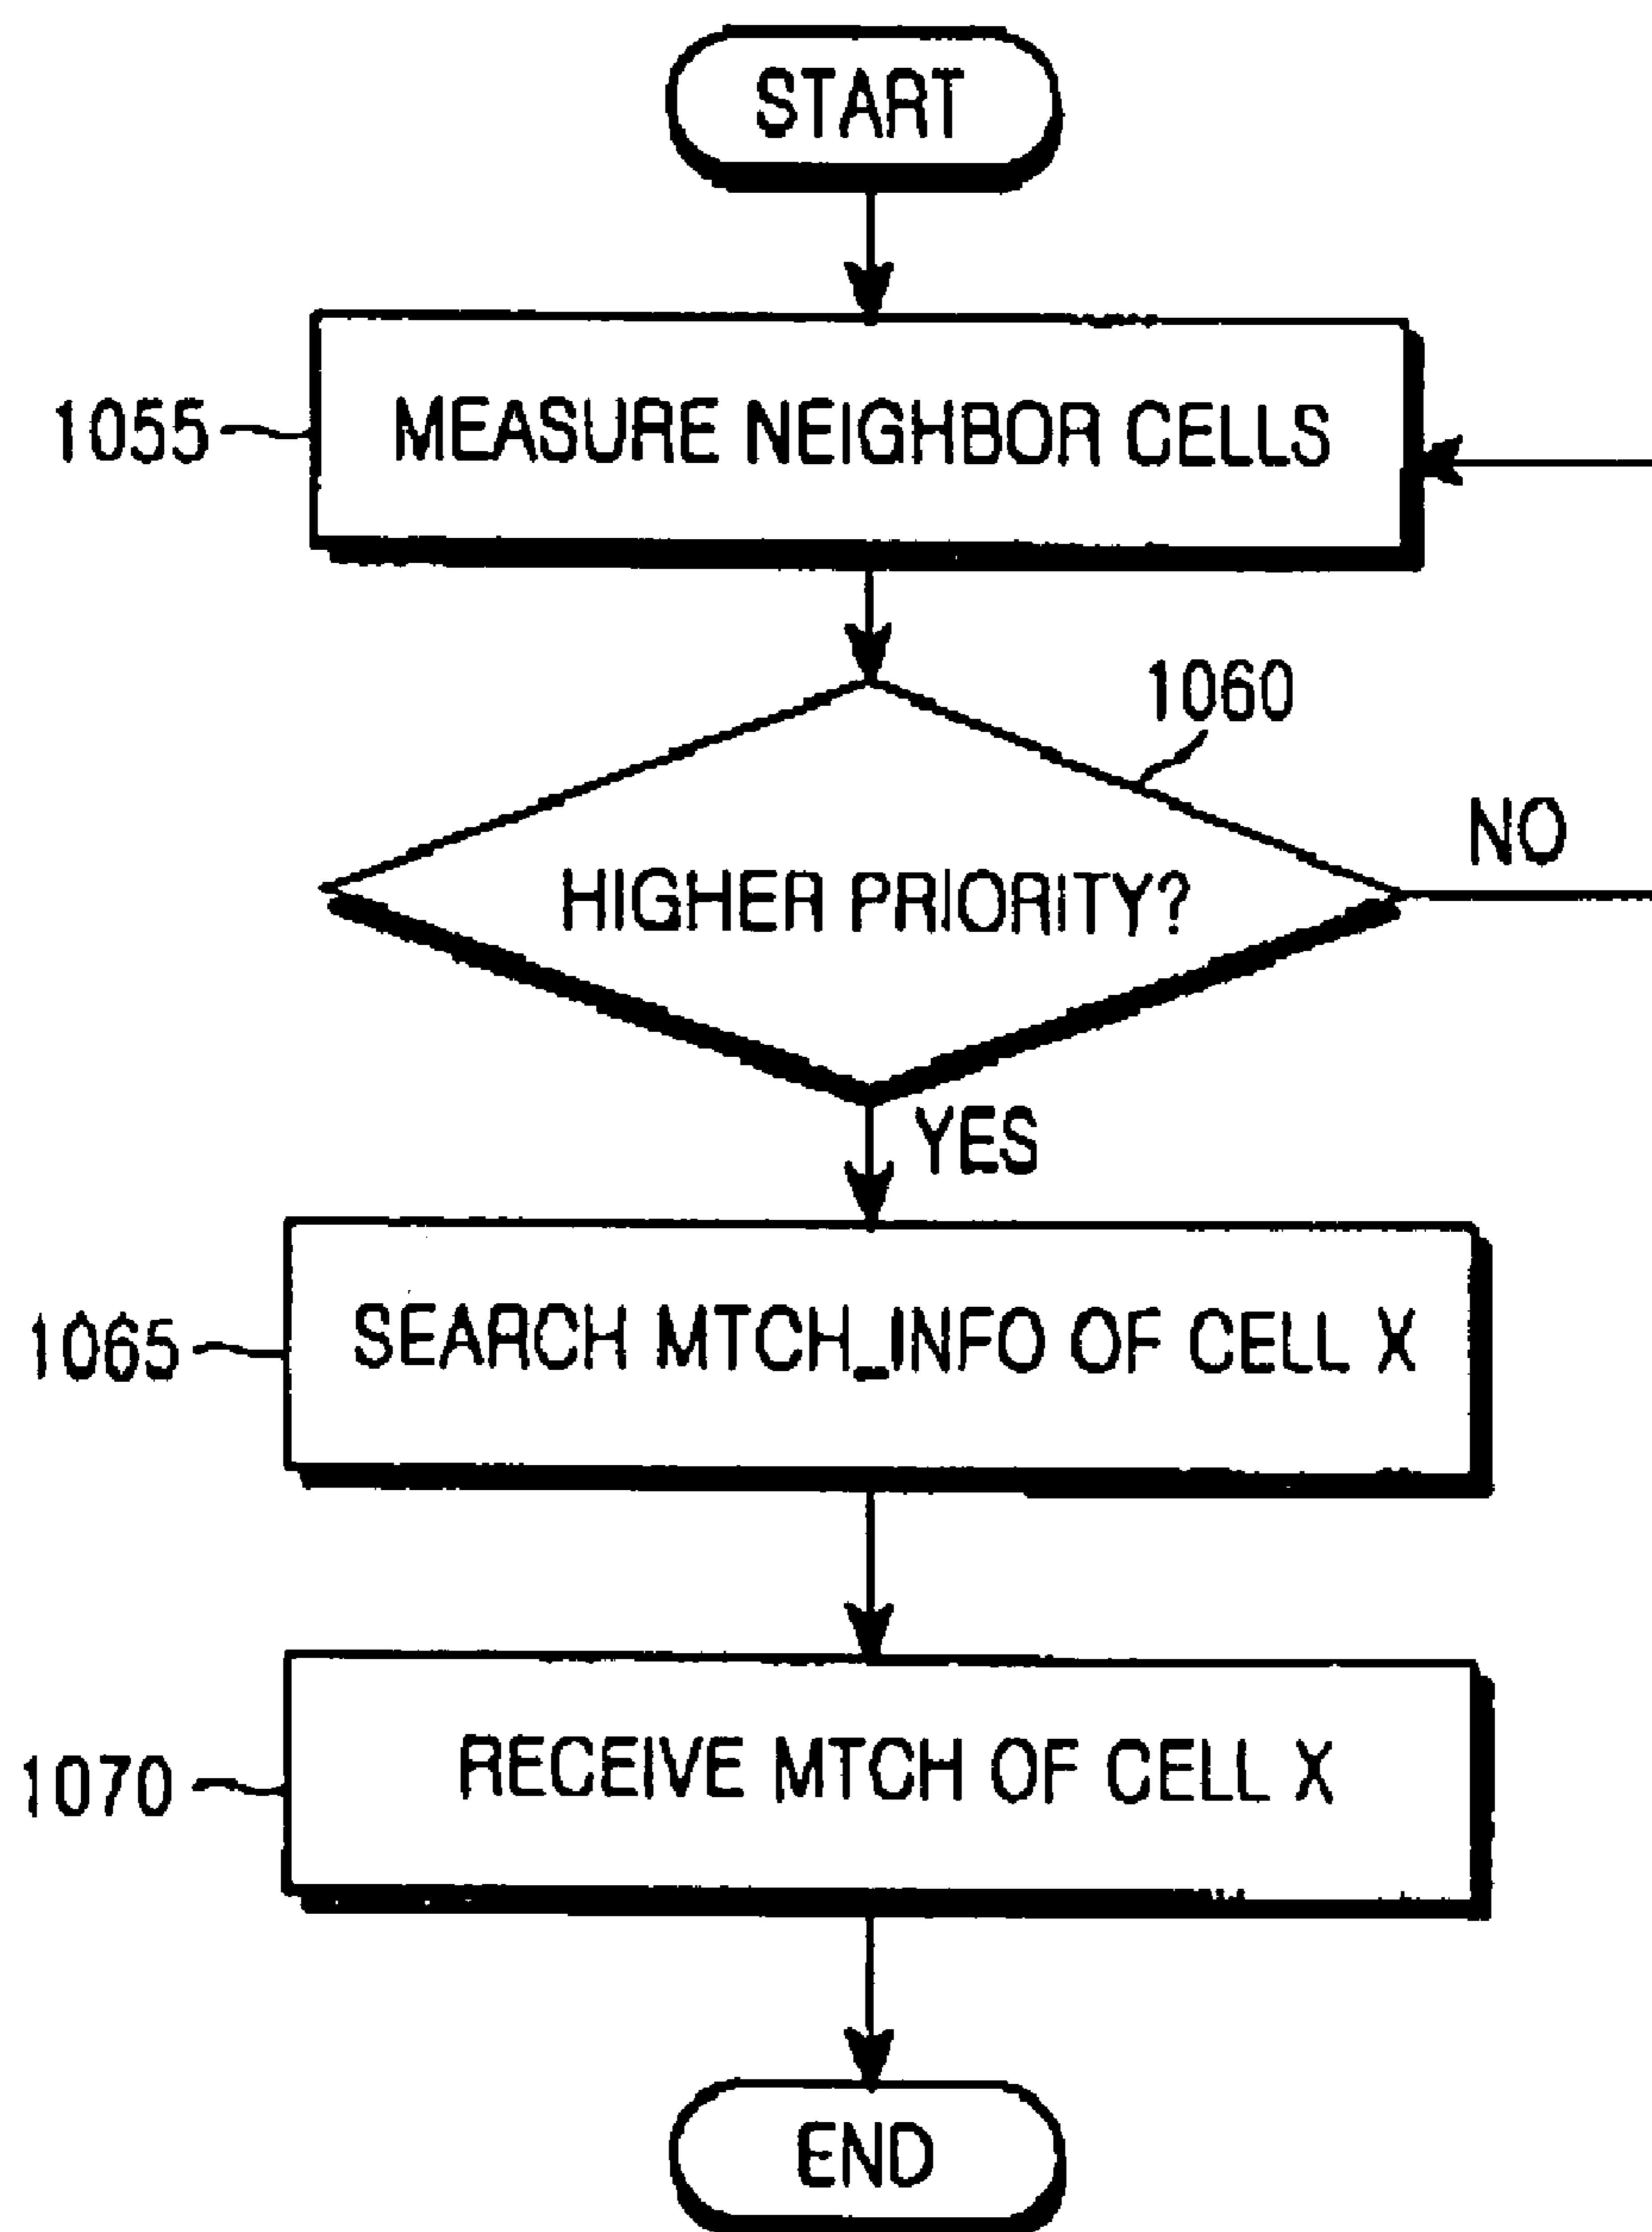 START
1055
MEASURE NEIGHBOR CELLS
1060
NO
HIGHER PRIORITY?
YES
1065
SEARCH MTCH_INFO OF CELL X
1070
RECEIVE MTCH OF CELL X
END